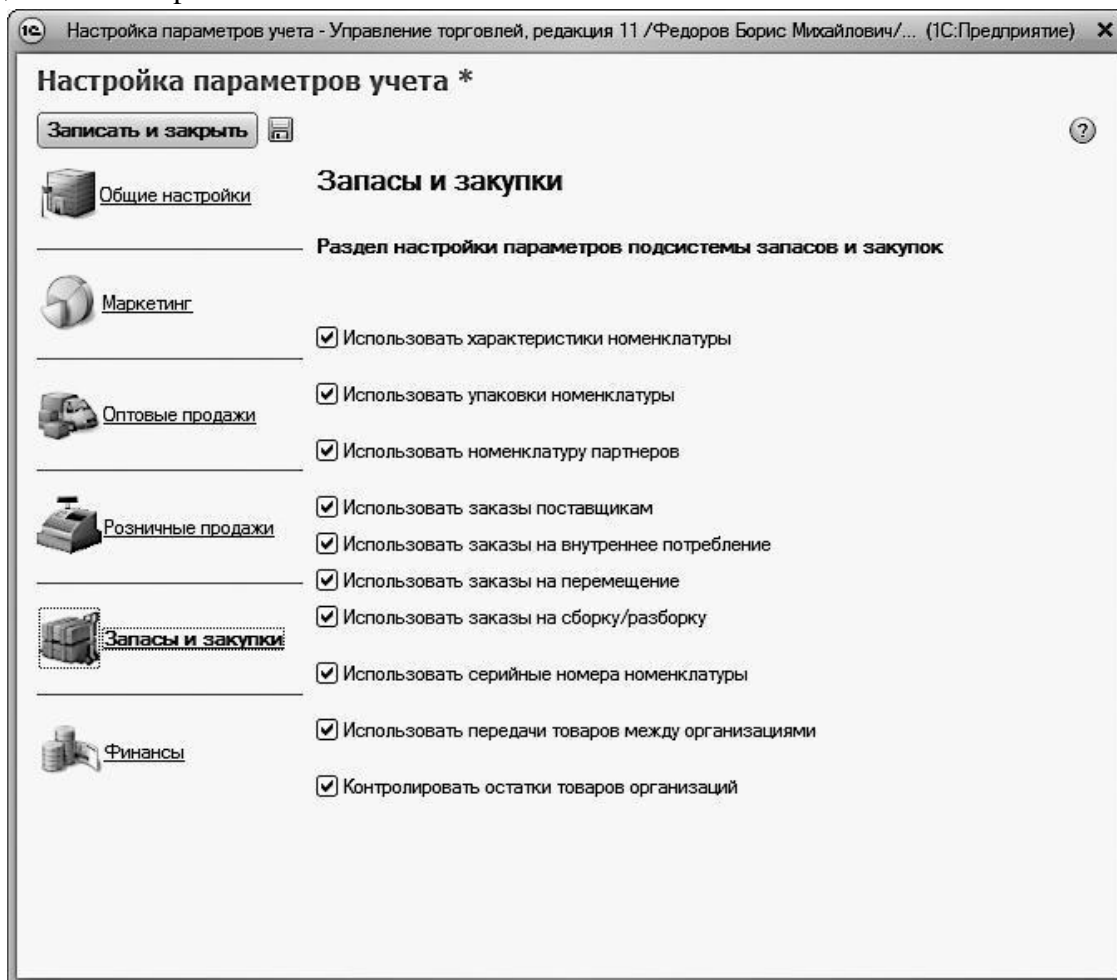 Настройка параметров учета - Управление торговлей, редакция 11 /Федоров Борис Михайлович/... (1С:Предприятие)
Настройка параметров учета *
Записать и закрыть
?
Общие настройки
Маркетинг
Оптовые продажи
Розничные продажи
Запасы и закупки
Финансы
Запасы и закупки
Раздел настройки параметров подсистемы запасов и закупок
Использовать характеристики номенклатуры
Использовать упаковки номенклатуры
Использовать номенклатуру партнеров
Использовать заказы поставщикам
Использовать заказы на внутреннее потребление
Использовать заказы на перемещение
Использовать заказы на сборку/разборку
Использовать серийные номера номенклатуры
Использовать передачи товаров между организациями
Контролировать остатки товаров организаций